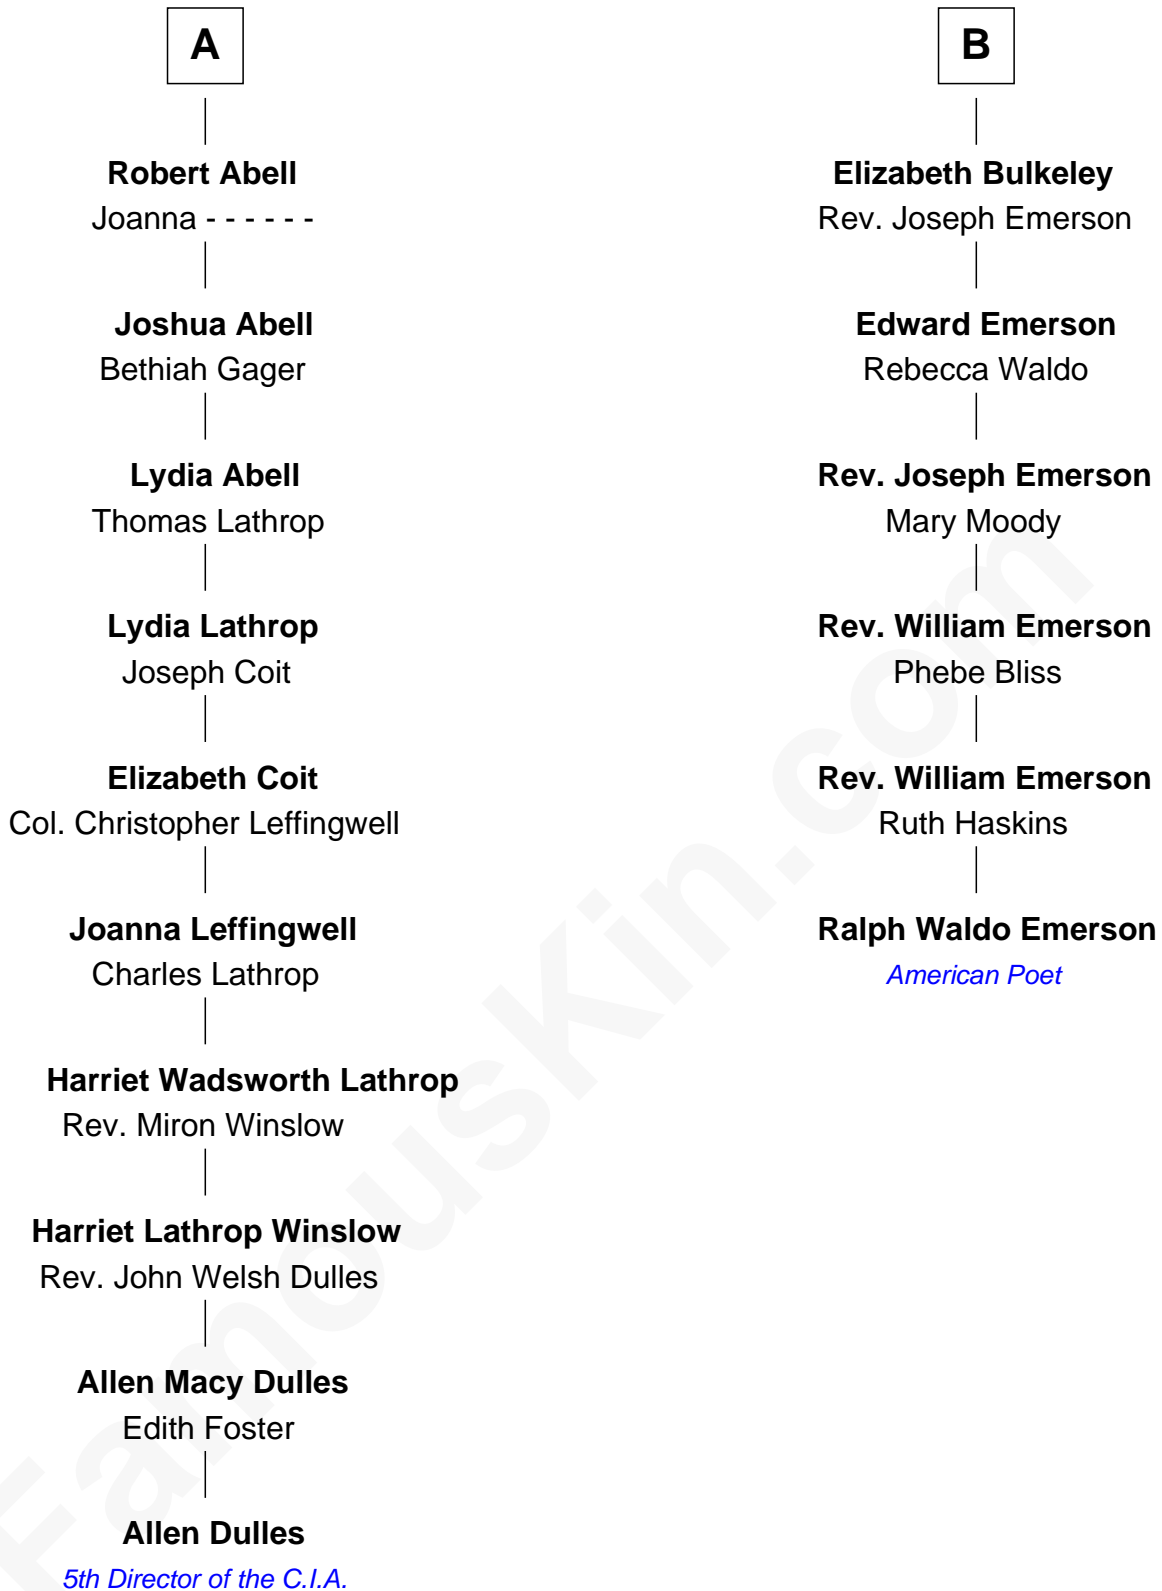 A
Robert Abell
Joanna - - - - - -
Joshua Abell
Bethiah Gager
Lydia Abell
Thomas Lathrop
Lydia Lathrop
Joseph Coit
Elizabeth Coit
Col. Christopher Leffingwell
Joanna Leffingwell
Charles Lathrop
Harriet Wadsworth Lathrop
Rev. Miron Winslow
Harriet Lathrop Winslow
Rev. John Welsh Dulles
Allen Macy Dulles
Edith Foster
Allen Dulles
5th Director of the C.I.A.
B
Elizabeth Bulkeley
Rev. Joseph Emerson
Edward Emerson
Rebecca Waldo
Rev. Joseph Emerson
Mary Moody
Rev. William Emerson
Phebe Bliss
Rev. William Emerson
Ruth Haskins
Ralph Waldo Emerson
American Poet
FamousKin.com